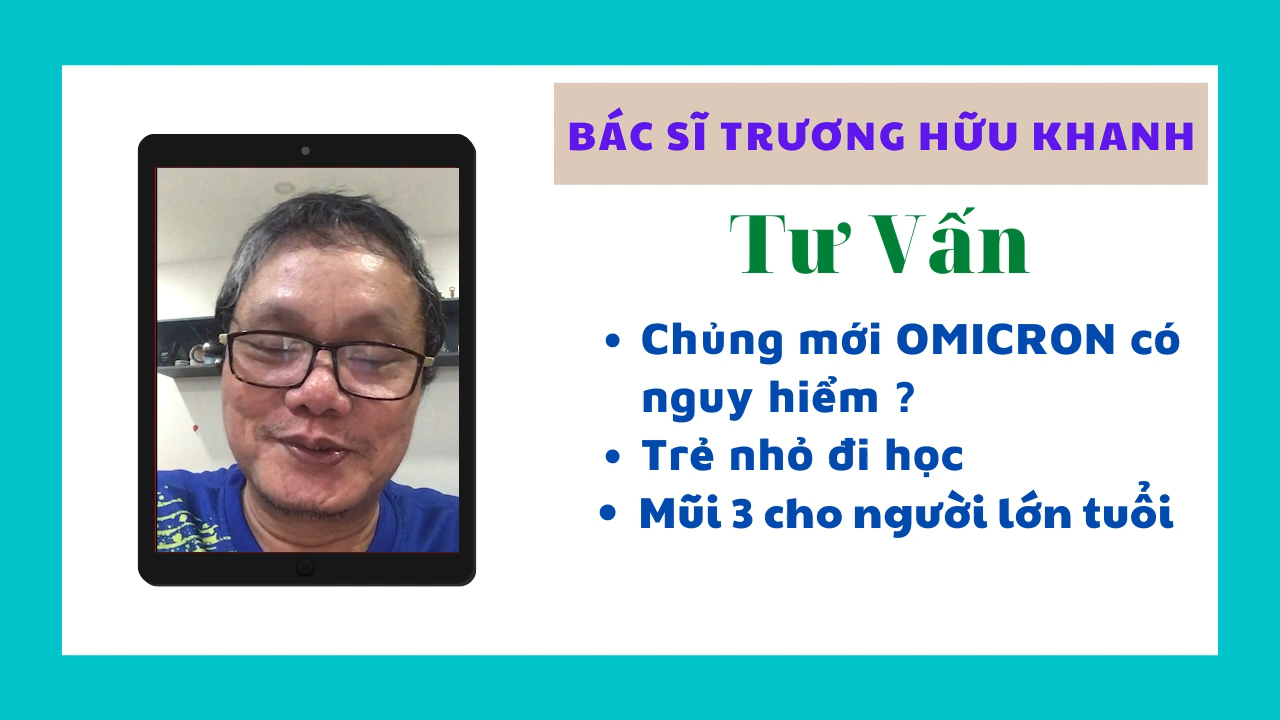 BÁC SĨ TRƯƠNG HỮU KHANH
Tư Vấn
• Chủng mới OMICRON có
nguy hiểm ?
• Trẻ nhỏ đi học
• Mũi 3 cho người lớn tuổi